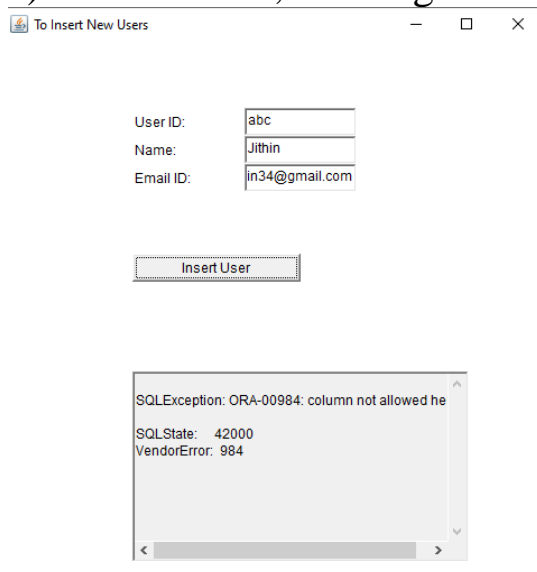 To Insert New Users
User ID: abc
Name: Jithin
Email ID: in34@gmail.com
Insert User
SQLException: ORA-00984: column not allowed he
SQLState: 42000
VendorError: 984